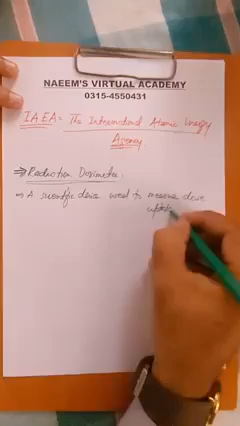 NAEEM'S VIRTUAL ACADEMY
0315-4550431
IAEA = The International Atomic Energy
Agency
⇒ Radiation Dosimeter:
→ A scientific device used to measure dose
uptake